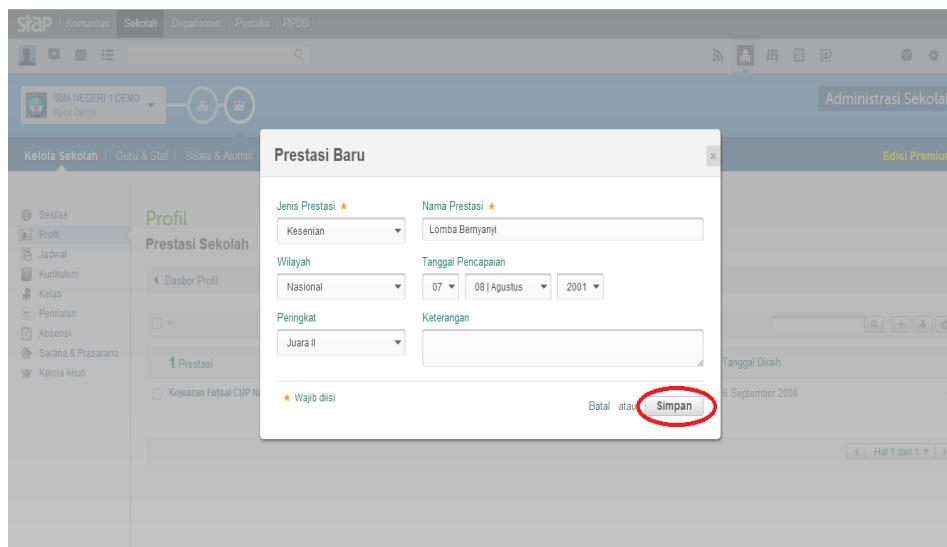 siap Komunitas Sekolah Departemen Pustaka PPDB
SMA NEGERI 1 DEMO
Kota Demo
Administrasi Sekolah
Kelola Sekolah Guru & Staf Siswa & Alumni
Edisi Premium
Prestasi Baru
x
Jenis Prestasi *
Nama Prestasi *
Kesenian
Lomba Bernyanyi
Wilayah
Tanggal Pencapaian
Nasional
07 08 | Agustus 2001
Peringkat
Keterangan
Juara II
* Wajib diisi
Batal atau Simpan
Sekilas
Profil
Jadwal
Kurikulum
Kelas
Penilaian
Absensi
Sarana & Prasarana
Kelola Akun
Profil
Prestasi Sekolah
Dasbor Profil
1 Prestasi
Tanggal Diraih
Kejuaran Futsal CUP
September 2004
Hal 1 dari 1